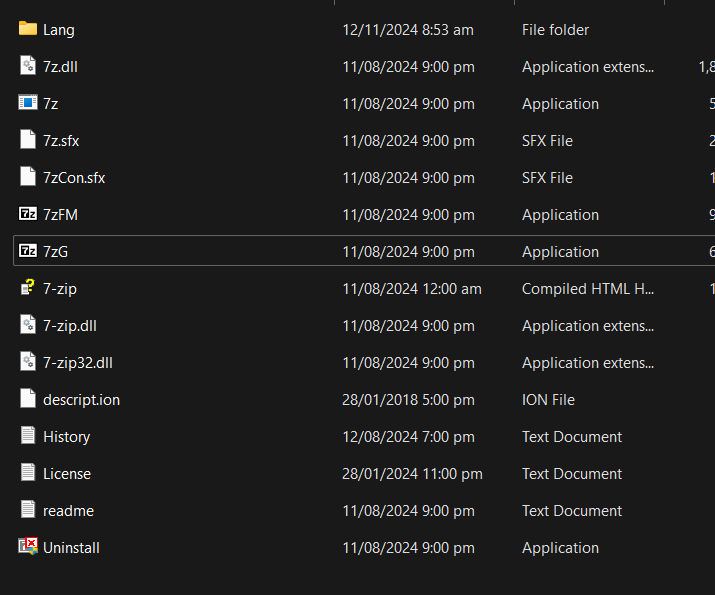 Lang 12/11/2024 8:53 am File folder
7z.dll 11/08/2024 9:00 pm Application extens... 1,8
7z 11/08/2024 9:00 pm Application 5
7z.sfx 11/08/2024 9:00 pm SFX File 2
7zCon.sfx 11/08/2024 9:00 pm SFX File 1
7zFM 11/08/2024 9:00 pm Application 9
7zG 11/08/2024 9:00 pm Application 6
7-zip 11/08/2024 12:00 am Compiled HTML H... 1
7-zip.dll 11/08/2024 9:00 pm Application extens...
7-zip32.dll 11/08/2024 9:00 pm Application extens...
descript.ion 28/01/2018 5:00 pm ION File
History 12/08/2024 7:00 pm Text Document
License 28/01/2024 11:00 pm Text Document
readme 11/08/2024 9:00 pm Text Document
Uninstall 11/08/2024 9:00 pm Application